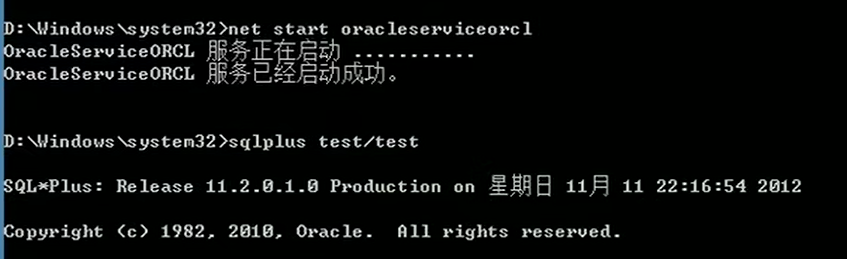 D:\Windows\system32>net start oracleserviceorcl
OracleServiceORCL 服务正在启动 ...........
OracleServiceORCL 服务已经启动成功。
D:\Windows\system32>sqlplus test/test
SQL*Plus: Release 11.2.0.1.0 Production on 星期日 11月 11 22:16:54 2012
Copyright (c) 1982, 2010, Oracle.  All rights reserved.